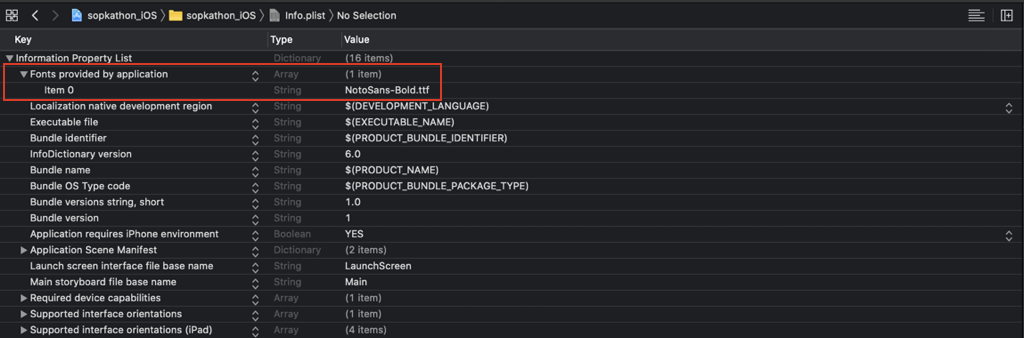 sopkathon_iOS sopkathon_iOS Info.plist No Selection
Key Type Value
Information Property List Dictionary (16 items)
Fonts provided by application Array (1 item)
Item 0 String NotoSans-Bold.ttf
Localization native development region String $(DEVELOPMENT_LANGUAGE)
Executable file String $(EXECUTABLE_NAME)
Bundle identifier String $(PRODUCT_BUNDLE_IDENTIFIER)
InfoDictionary version String 6.0
Bundle name String $(PRODUCT_NAME)
Bundle OS Type code String $(PRODUCT_BUNDLE_PACKAGE_TYPE)
Bundle versions string, short String 1.0
Bundle version String 1
Application requires iPhone environment Boolean YES
Application Scene Manifest Dictionary (2 items)
Launch screen interface file base name String LaunchScreen
Main storyboard file base name String Main
Required device capabilities Array (1 item)
Supported interface orientations Array (1 item)
Supported interface orientations (iPad) Array (4 items)